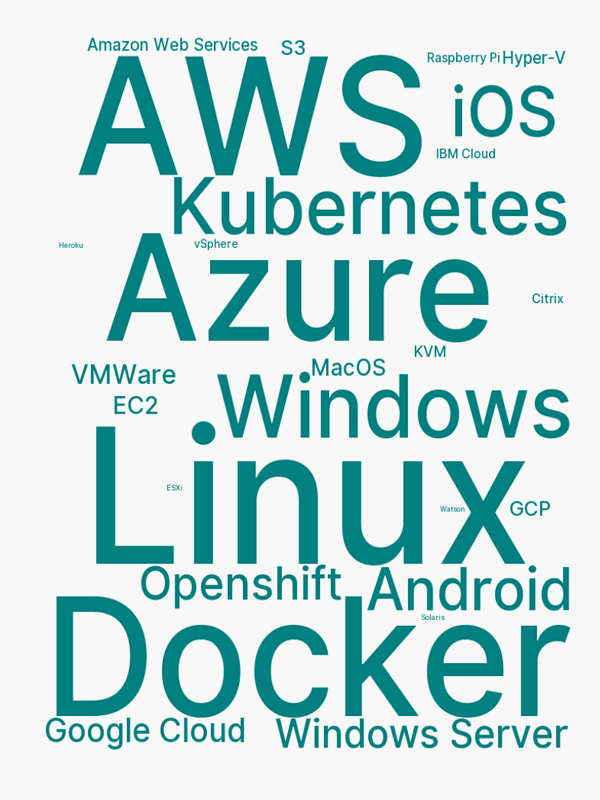 Amazon Web Services
S3
Raspberry Pi
Hyper-V
AWS
iOS
IBM Cloud
Kubernetes
Heroku
vSphere
Azure
Citrix
KVM
MacOS
VMWare
EC2
Windows
Linux
ESXi
Watson
GCP
Openshift
Android
Solaris
Docker
Google Cloud
Windows Server